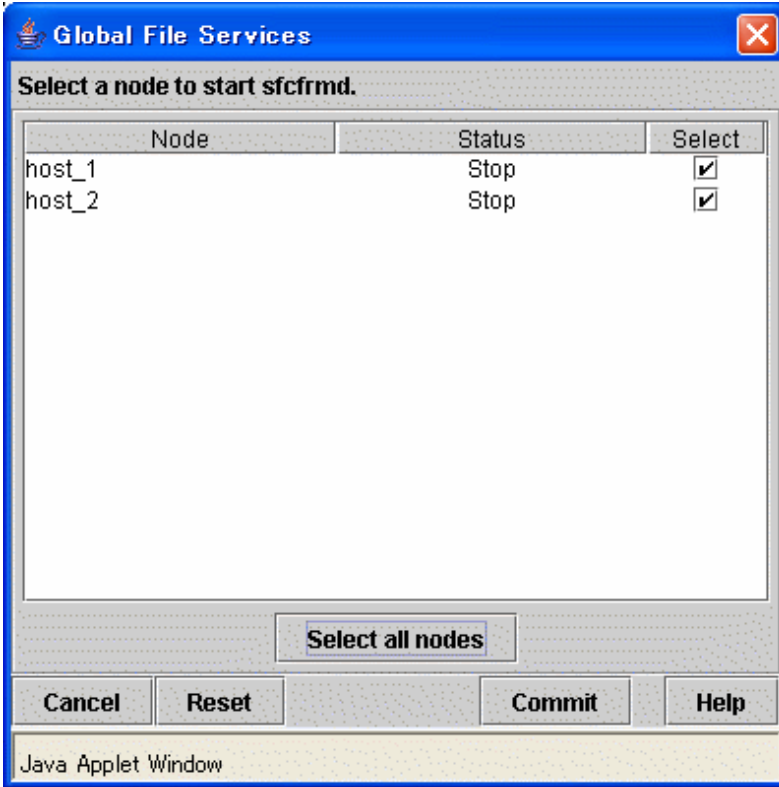 Global File Services
Select a node to start sfcfrmd.
Node Status Select
host_1 Stop
host_2 Stop
Select all nodes
Cancel Reset Commit Help
Java Applet Window